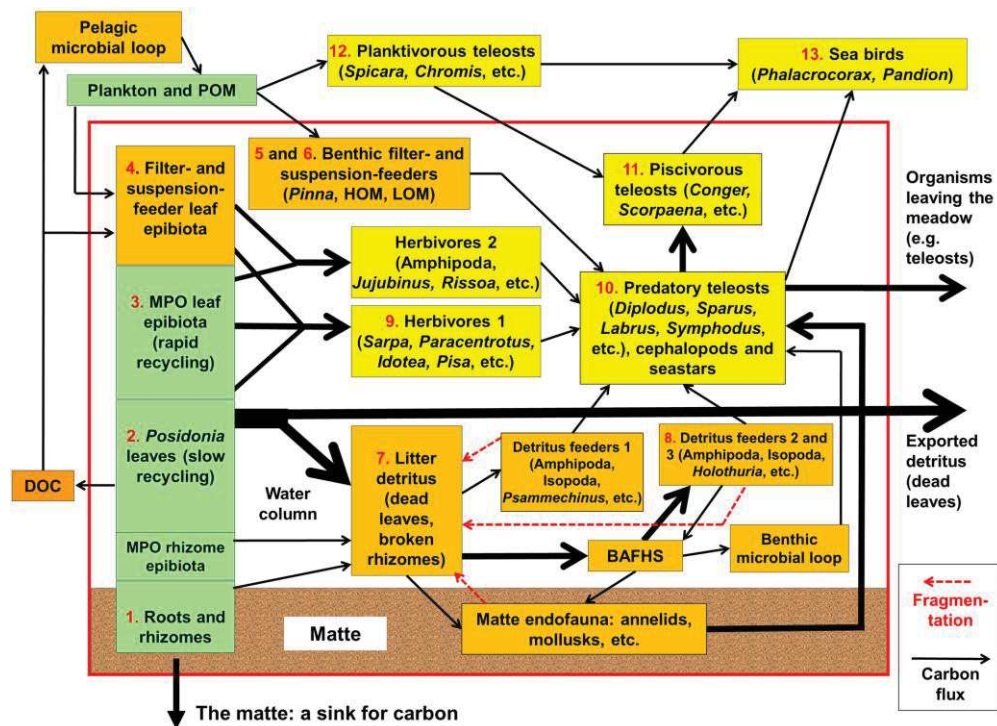 Pelagic
microbial loop
Plankton and POM
12. Planktivorous teleosts
(Spicara, Chromis, etc.)
13. Sea birds
(Phalacrocorax, Pandion)
4. Filter- and
suspension-
feeder leaf
epibiota
5 and 6. Benthic filter- and
suspension-feeders
(Pinna, HOM, LOM)
11. Piscivorous
teleosts (Conger,
Scorpaena, etc.)
Organisms
leaving the
meadow
(e.g.
teleosts)
Herbivores 2
(Amphipoda,
Jujubinus, Rissoa, etc.)
3. MPO leaf
epibiota
(rapid
recycling)
9. Herbivores 1
(Sarpa, Paracentrotus,
Idotea, Pisa, etc.)
10. Predatory teleosts
(Diplodus, Sparus,
Labrus, Symphodus,
etc.), cephalopods and
seastars
2. Posidonia
leaves (slow
recycling)
DOC
Water
column
7. Litter
detritus
(dead
leaves,
broken
rhizomes)
Detritus feeders 1
(Amphipoda,
Isopoda,
Psammechinus, etc.)
8. Detritus feeders 2 and
3 (Amphipoda, Isopoda,
Holothuria, etc.)
Exported
detritus
(dead
leaves)
MPO rhizome
epibiota
BAFHS
Benthic
microbial loop
1. Roots and
rhizomes
Matte
Matte endofauna: annelids,
mollusks, etc.
Fragmen-
tation
Carbon
flux
The matte: a sink for carbon